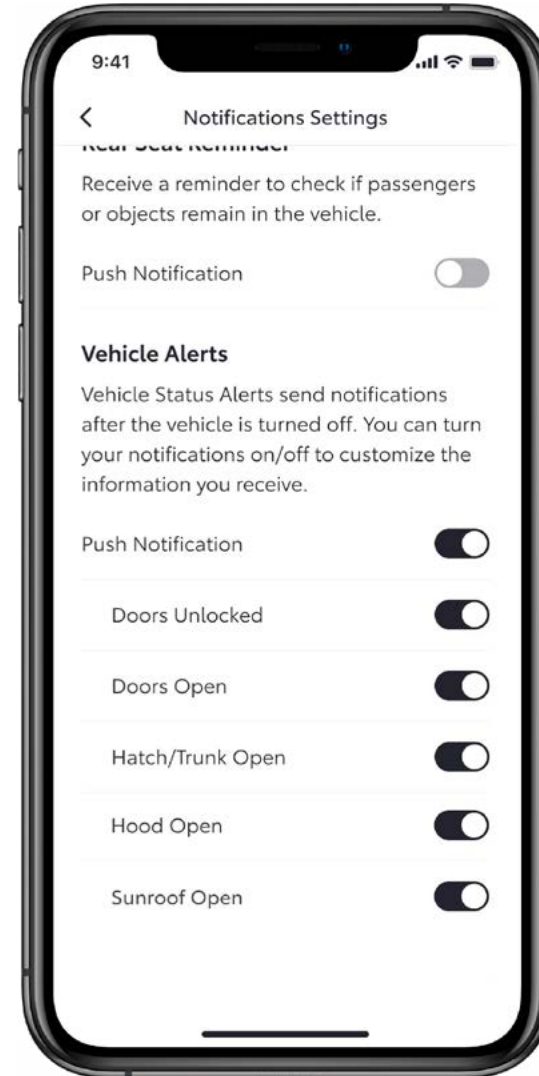 9:41
Notifications Settings
Rear Seat Reminder
Receive a reminder to check if passengers
or objects remain in the vehicle.
Push Notification
Vehicle Alerts
Vehicle Status Alerts send notifications
after the vehicle is turned off. You can turn
your notifications on/off to customize the
information you receive.
Push Notification
Doors Unlocked
Doors Open
Hatch/Trunk Open
Hood Open
Sunroof Open